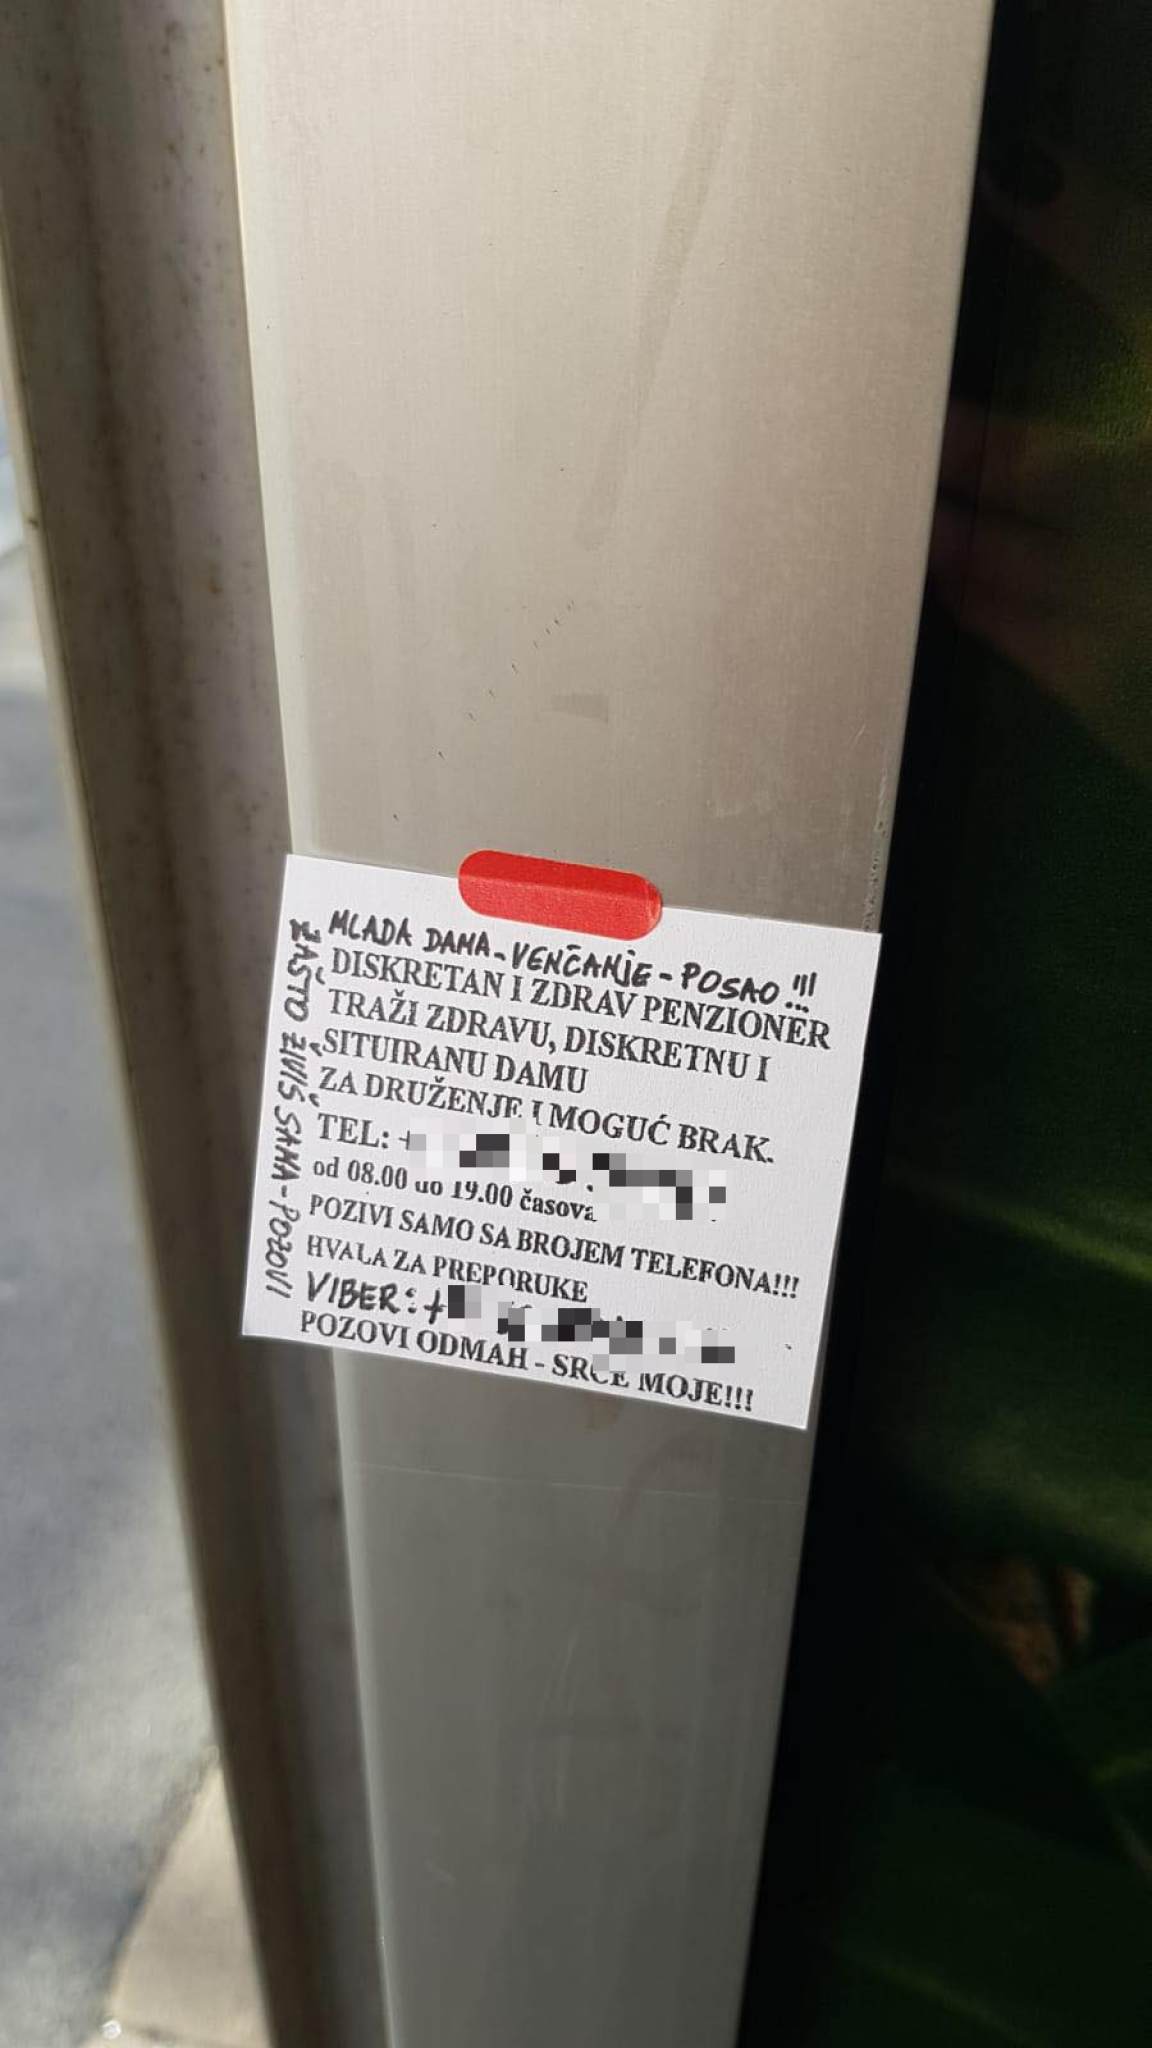 MLADA DAMA-VENČANJE-POSAO!!!
DISKRETAN I ZDRAV PENZIONER
TRAŽI ZDRAVU, DISKRETNU I
SITUIRANU DAMU
ZA DRUŽENJE I MOGUĆ BRAK.
TEL: +
od 08.00 do 19.00 časova
POZIVI SAMO SA BROJEM TELEFONA!!!
HVALA ZA PREPORUKE
VIBER: +
POZOVI ODMAH - SRCE MOJE!!!
ZAŠTO ŽIVIŠ SAMA-POZOVI